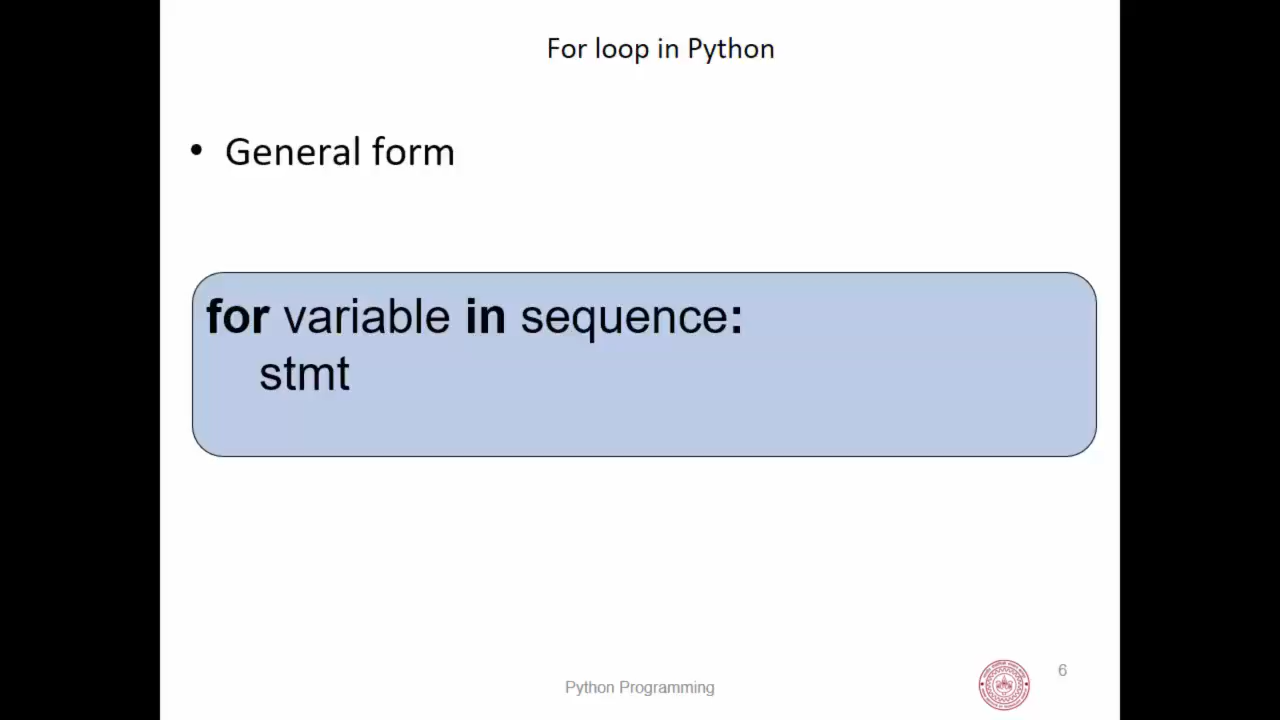 For loop in Python
• General form
for variable in sequence:
stmt
Python Programming
6